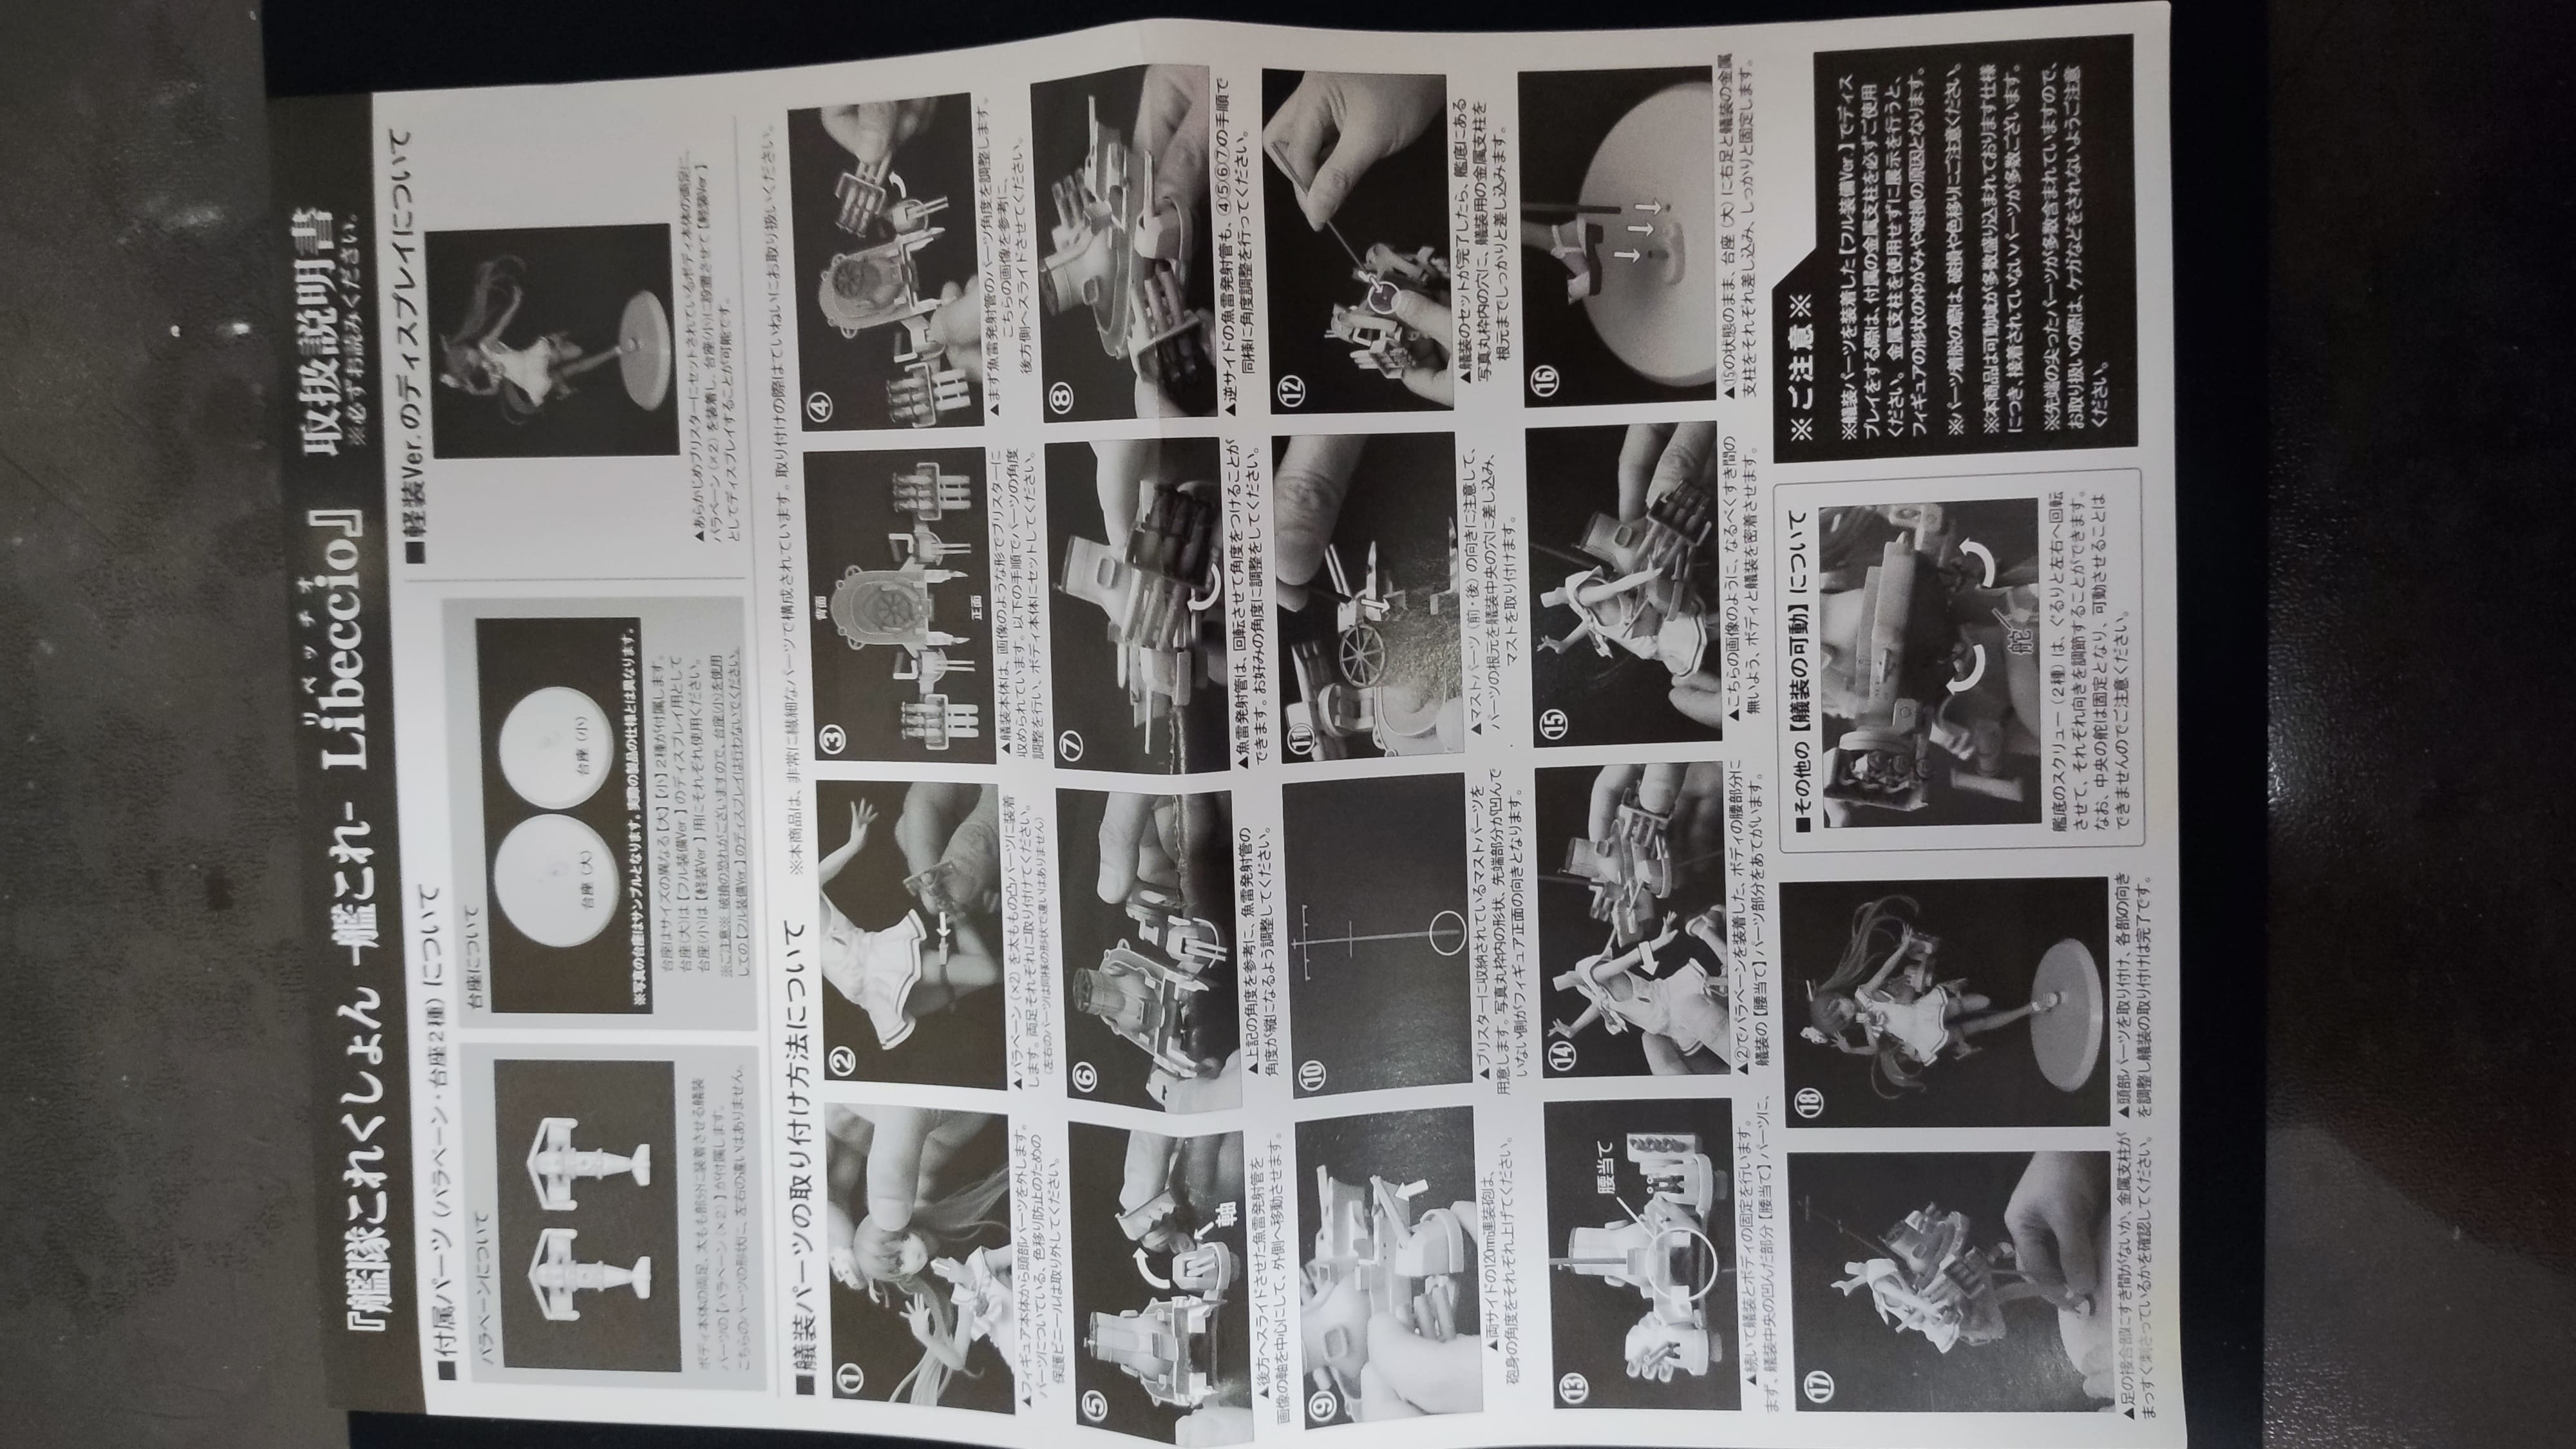 『艦隊これくしょん -艦これ- Libeccio』 取扱説明書
リベッチオ
※必ずお読みください。
■付属パーツ(パラベーン・台座2種)について
パラベーンについて
ボディ本体の両足、太もも部分に装着させる艤装
パーツの【パラベーン(×2)】が付属します。
こちらのパーツの形状に、左右の違いはありません。
台座について
台座(大)
台座(小)
※写真の台座はサンプルとなります。実際の製品の仕様とは異なります。
台座はサイズの異なる【大】【小】2種が付属します。
台座(大)は【フル装備Ver.】のディスプレイ用として
台座(小)は【軽装Ver.】用にそれぞれ使用ください。
※ご注意※ 破損の恐れがございますので、台座(小)を使用
しての【フル装備Ver.】のディスプレイは行わないでください。
■軽装Ver.のディスプレイについて
▲あらかじめブリスターにセットされているボディ本体の両足に、
パラベーン(×2)を装着し、台座(小)に設置させて【軽装Ver.】
としてディスプレイすることが可能です。
■艤装パーツの取り付け方法について
※本商品は、非常に繊細なパーツで構成されています。取り付けの際はていねいにお取り扱いください。
①
▲フィギュア本体から頭部パーツを外します。
パーツについている、色移り防止のための
保護ビニールは取り外してください。
②
▲パラベーン(×2)を太ももの凸パーツに装着
します。両足それぞれに取り付けてください。
(左右のパーツは同様の形状で違いはありません)
③
背面
正面
▲艤装本体は、画像のような形でブリスターに
収められています。以下の手順でパーツの角度
調整を行い、ボディ本体にセットしてください。
④
▲まず魚雷発射管のパーツ角度を調整します。
こちらの画像を参考に、
後方側へスライドさせてください。
⑤
軸
▲後方へスライドさせた魚雷発射管を
画像の軸を中心にして、外側へ移動させます。
⑥
▲上記の角度を参考に、魚雷発射管の
角度が縦になるよう調整してください。
⑦
▲魚雷発射管は、回転させて角度をつけることが
できます。お好みの角度に調整をしてください。
⑧
▲逆サイドの魚雷発射管も、④⑤⑥⑦の手順で
同様に角度調整を行ってください。
⑨
▲両サイドの120mm連装砲は、
砲身の角度をそれぞれ上げてください。
⑩
▲ブリスターに収納されているマストパーツを
用意します。写真丸枠内の形状、先端部分が凹んで
いない側がフィギュア正面の向きとなります。
⑪
▲マストパーツ(前・後)の向きに注意して、
パーツの根元を艤装中央の穴に差し込み、
マストを取り付けます。
⑫
▲艤装のセットが完了したら、艦底にある
写真丸枠内の穴に、艤装用の金属支柱を
根元までしっかりと差し込みます。
⑬
腰当て
▲続いて艤装とボディの固定を行います。
まず、艤装中央の凹んだ部分【腰当て】パーツに、
⑭
▲②でパラベーンを装着した、ボディの腰部分に
艤装の【腰当て】パーツ部分をあてがいます。
⑮
▲こちらの画像のように、なるべくすき間の
無いよう、ボディと艤装を密着させます。
⑯
▲⑮の状態のまま、台座(大)に右足と艤装の金属
支柱をそれぞれ差し込み、しっかりと固定します。
⑰
▲足の接合部にすき間がないか、金属支柱が
まっすぐ刺さっているかを確認してください。
⑱
▲頭部パーツを取り付け、各部の向き
を調整し艤装の取り付けは完了です。
■その他の【艤装の可動】について
舵
艦底のスクリュー(2種)は、ぐるりと左右へ回転
させて、それぞれ向きを調節することができます。
なお、中央の舵は固定となり、可動させることは
できませんのでご注意ください。
※ご注意※
※艤装パーツを装着した【フル装備Ver.】でディス
プレイをする際は、付属の金属支柱を必ずご使用
ください。金属支柱を使用せずに展示を行うと、
フィギュアの形状のゆがみや破損の原因となります。
※パーツ着脱の際は、破損や色移りにご注意ください。
※本商品は可動域が多数盛り込まれております仕様
につき、接着されていないパーツが多数ございます。
※先端の尖ったパーツが多数含まれていますので、
お取り扱いの際は、ケガなどをされないようご注意
ください。